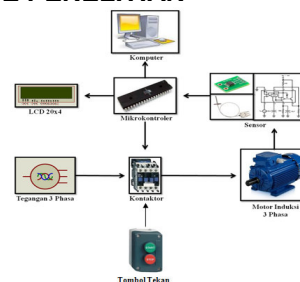 Komputer
LCD 20x4
Mikrokontroler
Sensor
Tegangan 3 Phasa
Kontaktor
Motor Induksi
3 Phasa
Tombol Tekan